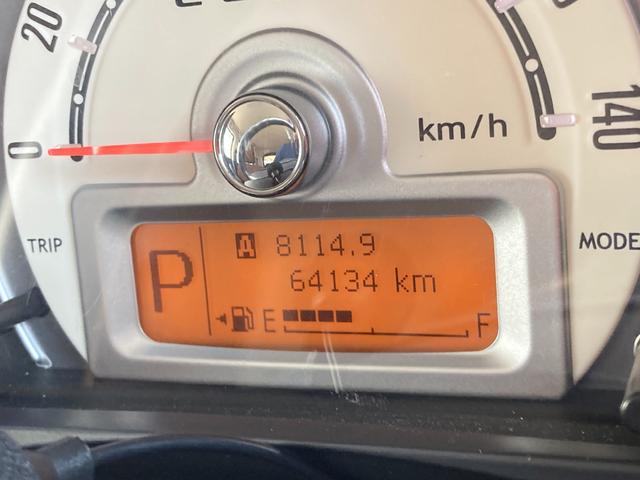 20
km/h
140
0
TRIP
MODE
P
A 8114.9
64134 km
E F